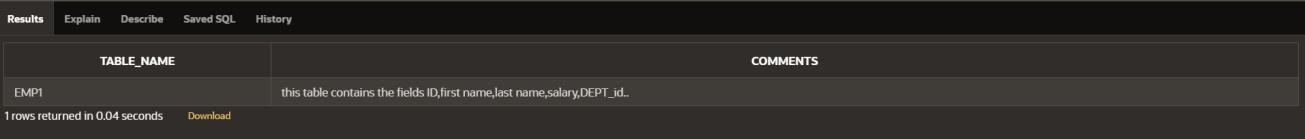 Results Explain Describe Saved SQL History
TABLE_NAME COMMENTS
EMP1 this table contains the fields ID,first name,last name,salary,DEPT_id..
1 rows returned in 0.04 seconds Download